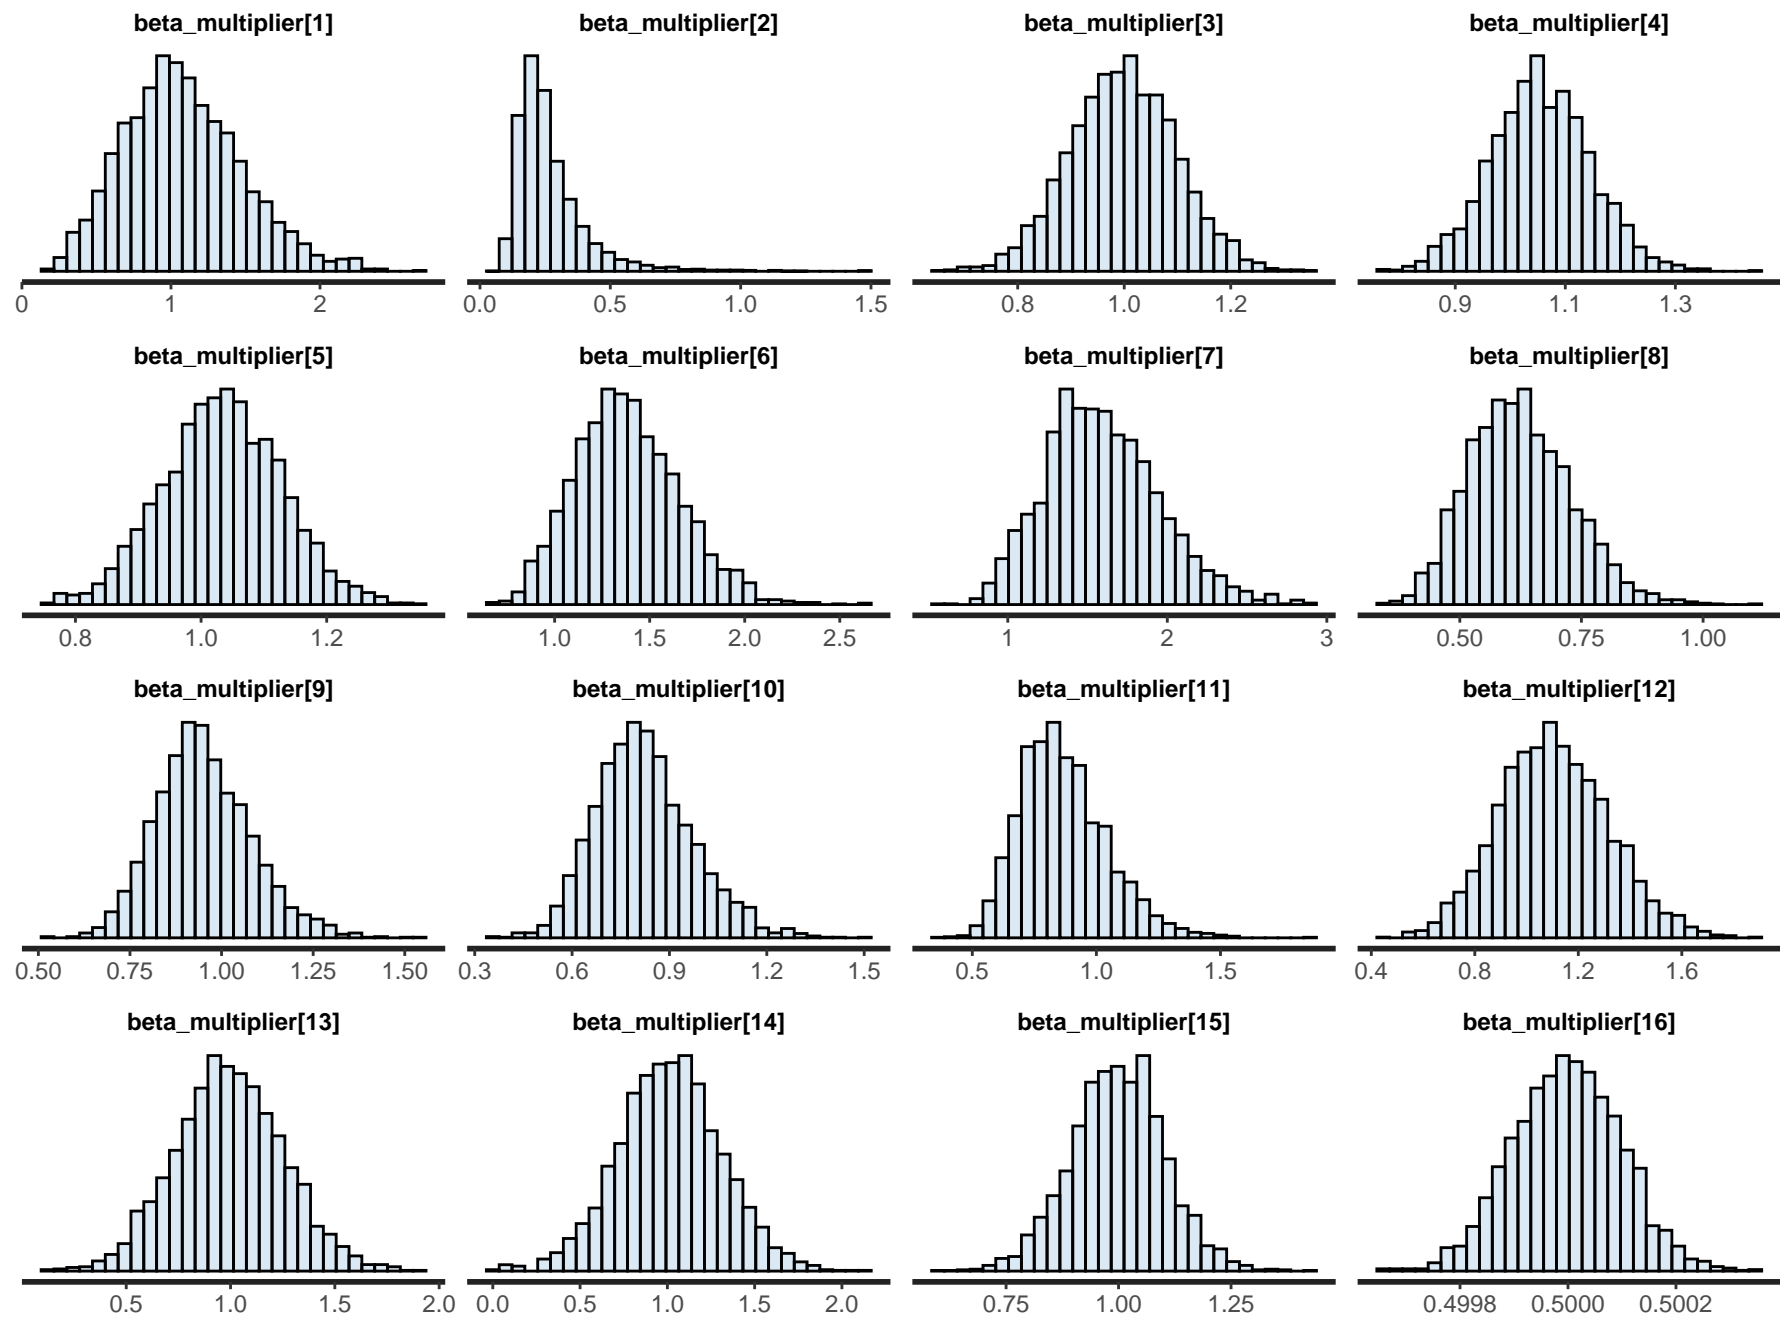 beta_multiplier[1] beta_multiplier[2] beta_multiplier[3] beta_multiplier[4]
0 1 2 0.0 0.5 1.0 1.5 0.8 1.0 1.2 0.9 1.1 1.3
beta_multiplier[5] beta_multiplier[6] beta_multiplier[7] beta_multiplier[8]
0.8 1.0 1.2 1.0 1.5 2.0 2.5 1 2 3 0.50 0.75 1.00
beta_multiplier[9] beta_multiplier[10] beta_multiplier[11] beta_multiplier[12]
0.50 0.75 1.00 1.25 1.50 0.3 0.6 0.9 1.2 1.5 0.5 1.0 1.5 0.4 0.8 1.2 1.6
beta_multiplier[13] beta_multiplier[14] beta_multiplier[15] beta_multiplier[16]
0.5 1.0 1.5 2.0 0.0 0.5 1.0 1.5 2.0 0.75 1.00 1.25 0.4998 0.5000 0.5002